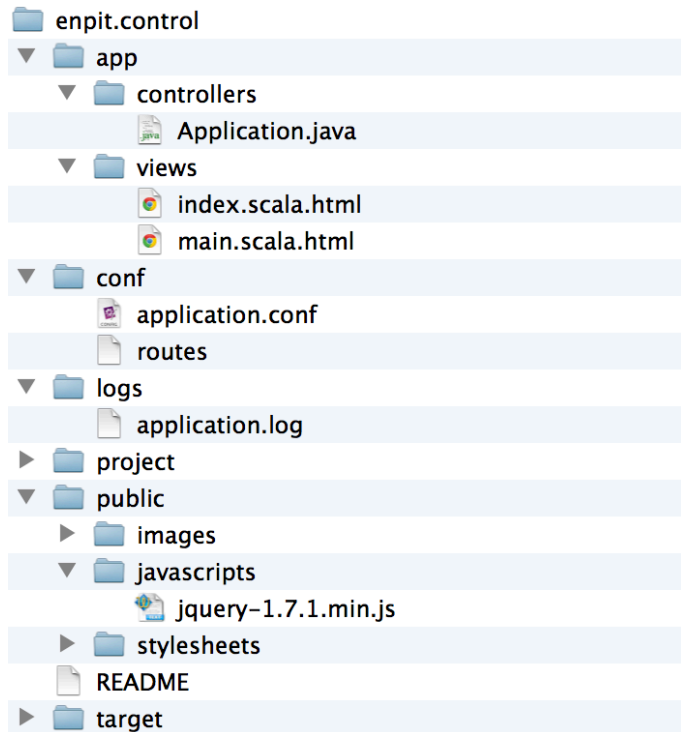 enpit.control
app
controllers
Application.java
views
index.scala.html
main.scala.html
conf
application.conf
routes
logs
application.log
project
public
images
javascripts
jquery-1.7.1.min.js
stylesheets
README
target